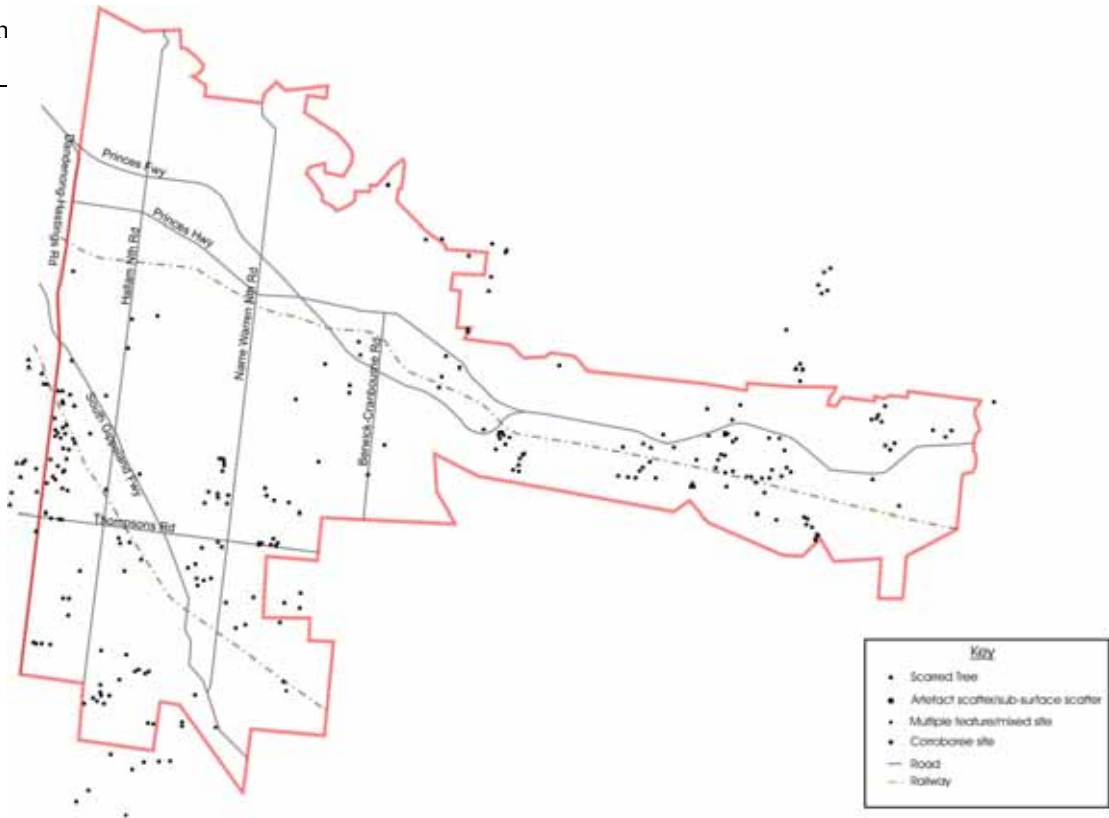 Princes Fwy
Dandenong-Hastings Rd
Princes Hwy
Hallam Nth Rd
Narre Warren Nth Rd
Berwick-Cranbourne Rd
South Gippsland Fwy
Thompsons Rd
Key
Scarred Tree
Artefact scatter/sub-surface scatter
Multiple feature/mixed site
Corroboree site
Road
Railway